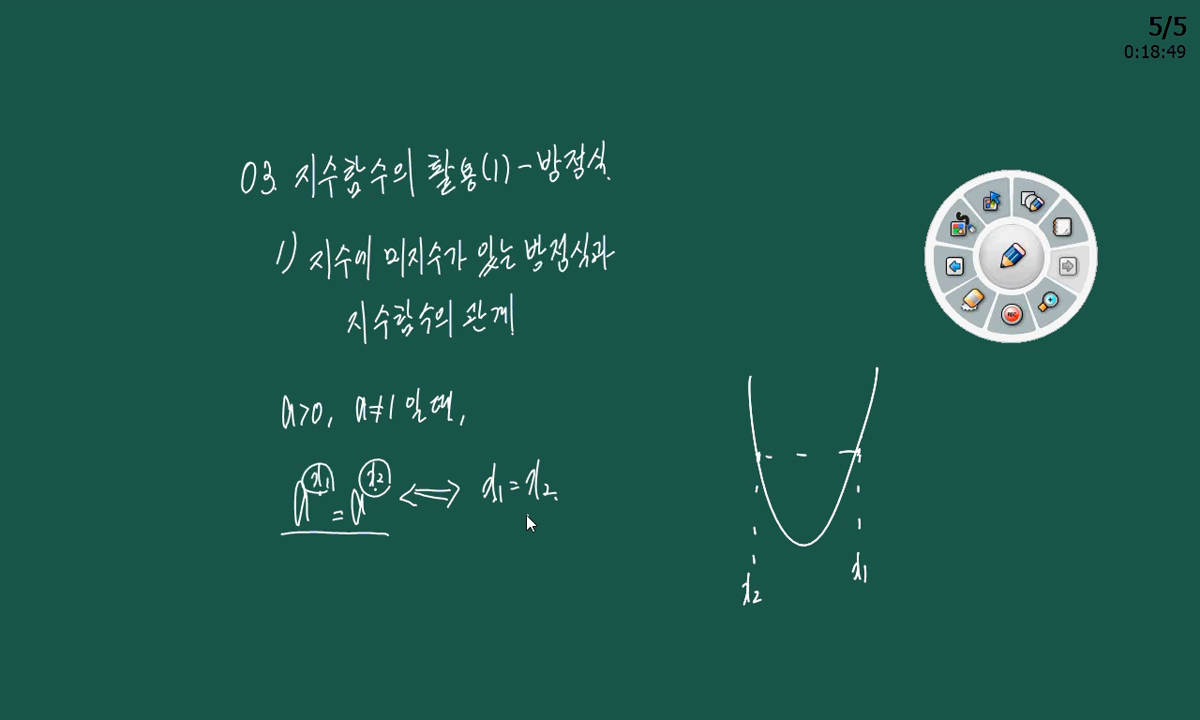 5/5
0:18:49
03. 지수함수의 활용(1) - 방정식.
1) 지수에 미지수가 있는 방정식과
지수함수의 관계
a>0, a≠1 일 때,
a^x₁ = a^x₂ ⟺ x₁ = x₂.
x₂
x₁
REC